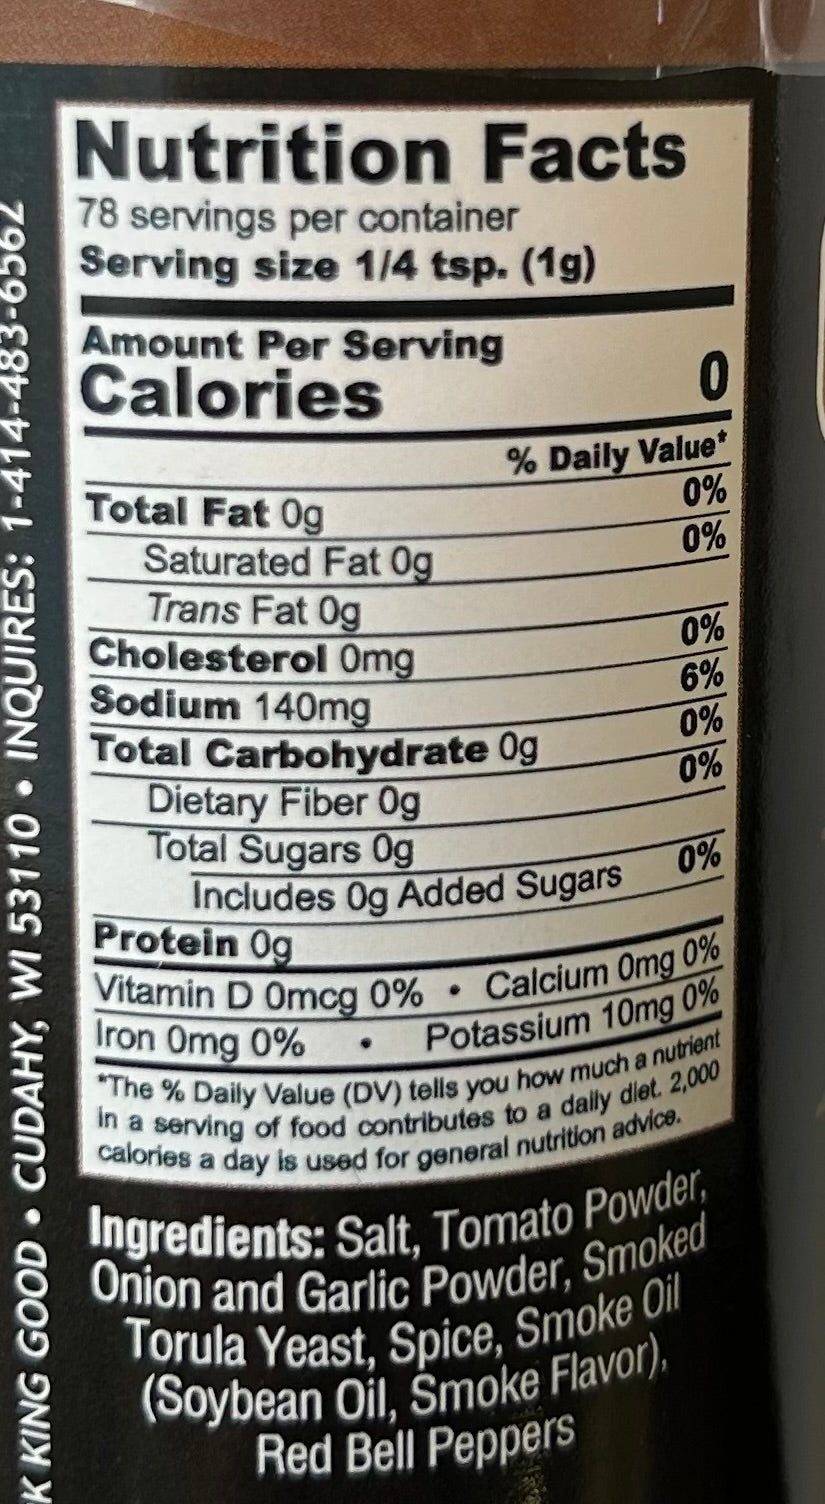 Nutrition Facts
78 servings per container
Serving size 1/4 tsp. (1g)
Amount Per Serving
Calories 0
% Daily Value*
Total Fat 0g 0%
Saturated Fat 0g 0%
Trans Fat 0g
Cholesterol 0mg 0%
Sodium 140mg 6%
Total Carbohydrate 0g 0%
Dietary Fiber 0g 0%
Total Sugars 0g
Includes 0g Added Sugars 0%
Protein 0g
Vitamin D 0mcg 0% • Calcium 0mg 0%
Iron 0mg 0% • Potassium 10mg 0%
*The % Daily Value (DV) tells you how much a nutrient
in a serving of food contributes to a daily diet. 2,000
calories a day is used for general nutrition advice.
Ingredients: Salt, Tomato Powder,
Onion and Garlic Powder, Smoked
Torula Yeast, Spice, Smoke Oil
(Soybean Oil, Smoke Flavor),
Red Bell Peppers
K KING GOOD • CUDAHY, WI 53110 • INQUIRES: 1-414-483-6562